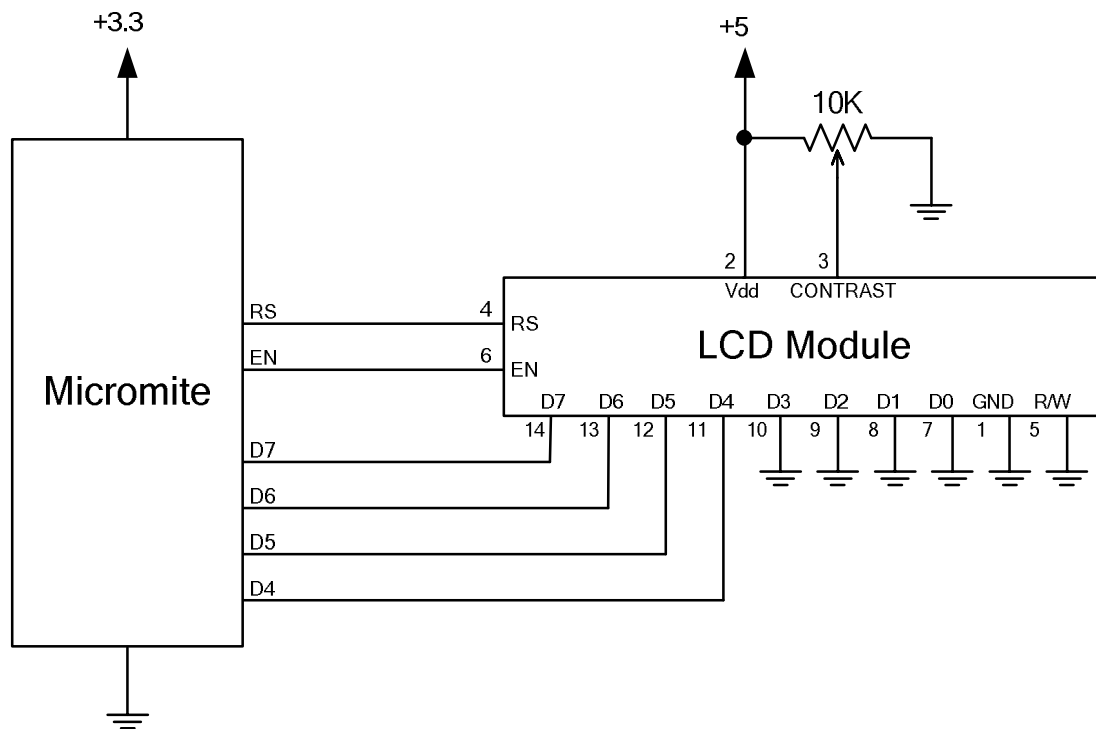 +3.3
+5
10K
2
3
Vdd
CONTRAST
RS
4
RS
LCD Module
EN
6
EN
Micromite
D7
D6
D5
D4
D3
D2
D1
D0
GND
R/W
14
13
12
11
10
9
8
7
1
5
D7
D6
D5
D4